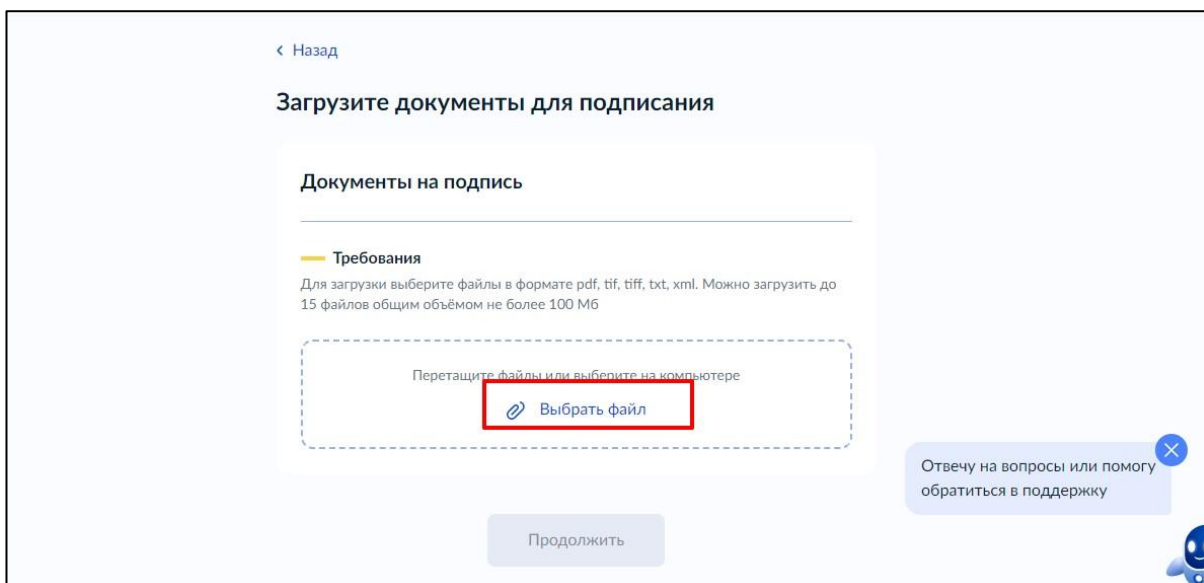 Назад
Загрузите документы для подписания
Документы на подпись
Требования
Для загрузки выберите файлы в формате pdf, tif, tiff, txt, xml. Можно загрузить до
15 файлов общим объёмом не более 100 Мб
Перетащите файлы или выберите на компьютере
Выбрать файл
Отвечу на вопросы или помогу
обратиться в поддержку
Продолжить